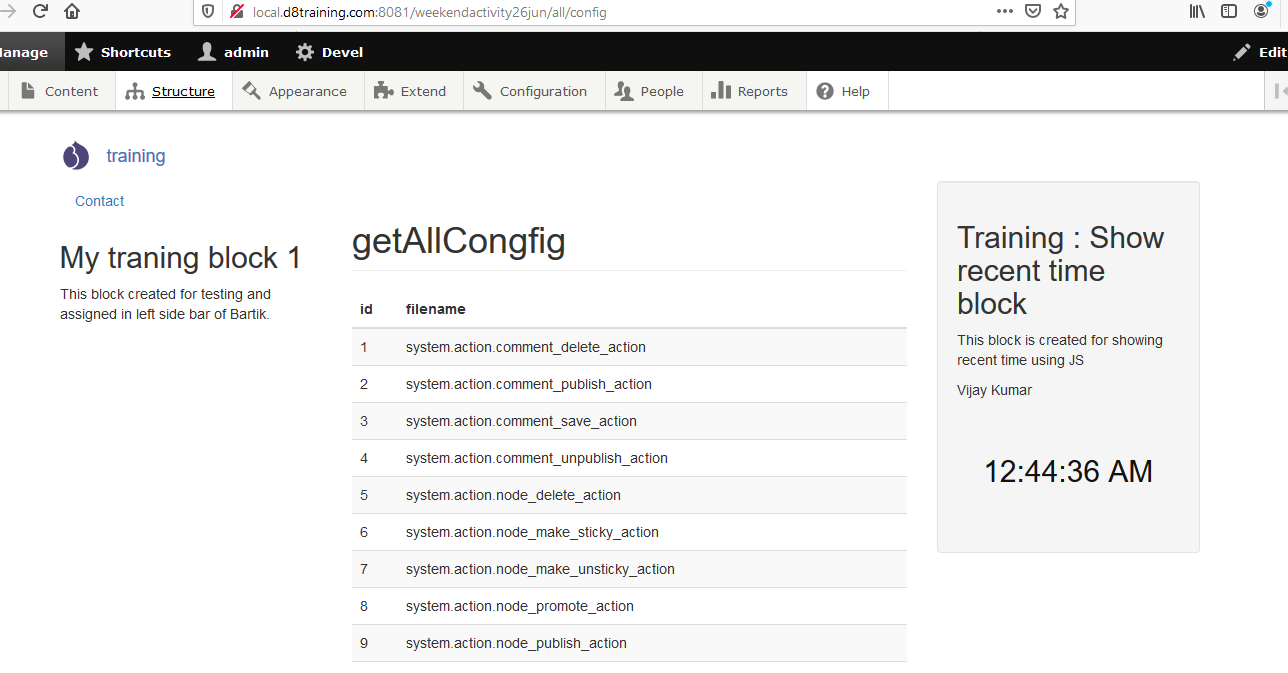 local.d8training.com:8081/weekendactivity26jun/all/config
Manage Shortcuts admin Devel Edit
Content Structure Appearance Extend Configuration People Reports Help
training
Contact
My traning block 1
This block created for testing and
assigned in left side bar of Bartik.
getAllCongfig
id filename
1 system.action.comment_delete_action
2 system.action.comment_publish_action
3 system.action.comment_save_action
4 system.action.comment_unpublish_action
5 system.action.node_delete_action
6 system.action.node_make_sticky_action
7 system.action.node_make_unsticky_action
8 system.action.node_promote_action
9 system.action.node_publish_action
Training : Show
recent time
block
This block is created for showing
recent time using JS
Vijay Kumar
12:44:36 AM